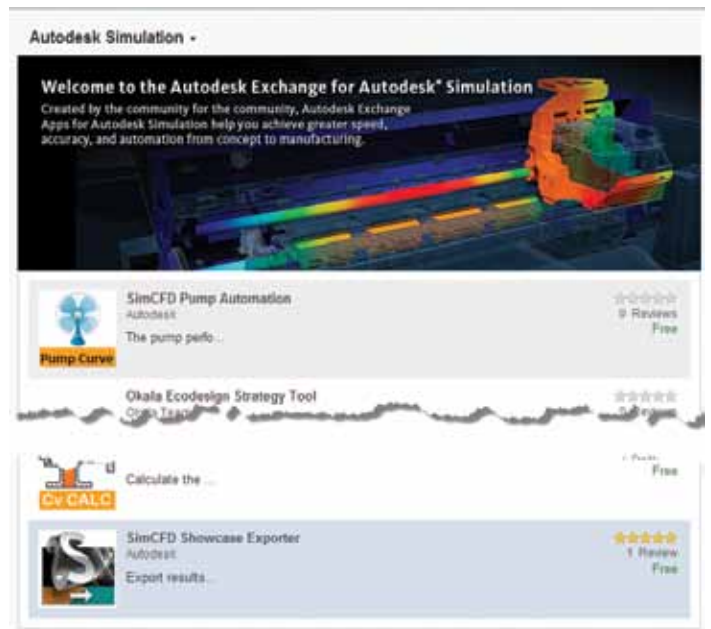 Autodesk Simulation
Welcome to the Autodesk Exchange for Autodesk® Simulation
Created by the community for the community, Autodesk Exchange
Apps for Autodesk Simulation help you achieve greater speed,
accuracy, and automation from concept to manufacturing.
SimCFD Pump Automation
Autodesk
0 Reviews
The pump perfo...
Free
Pump Curve
Okala Ecodesign Strategy Tool
Okala Team
Calculate the ...
Free
Cv CALC
SimCFD Showcase Exporter
Autodesk
1 Review
Export results...
Free